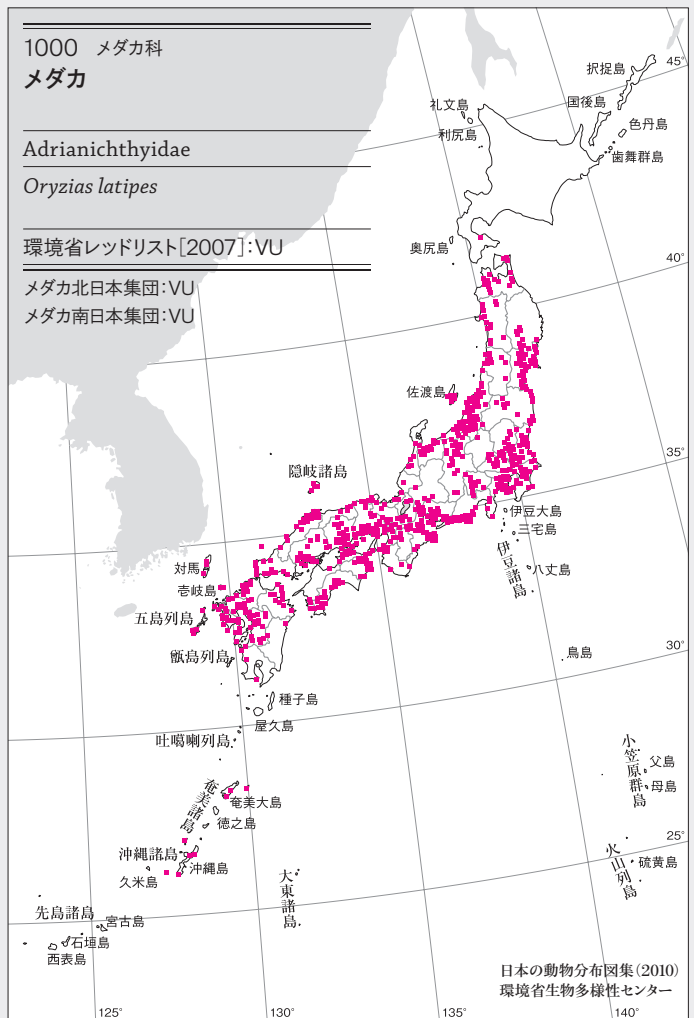 1000 メダカ科
メダカ
Adrianichthyidae
Oryzias latipes
環境省レッドリスト[2007]:VU
メダカ北日本集団:VU
メダカ南日本集団:VU
45°
択捉島
国後島
礼文島
色丹島
利尻島
歯舞群島
奥尻島
40°
佐渡島
35°
隠岐諸島
伊豆大島
三宅島
伊豆諸島
八丈島
対馬
壱岐島
五島列島
甑島列島
鳥島
30°
種子島
屋久島
吐噶喇列島
小笠原群島
父島
母島
奄美諸島
奄美大島
徳之島
25°
沖縄諸島
沖縄島
久米島
火山列島
硫黄島
大東諸島
先島諸島
宮古島
石垣島
西表島
日本の動物分布図集(2010)
環境省生物多様性センター
125°
130°
135°
140°